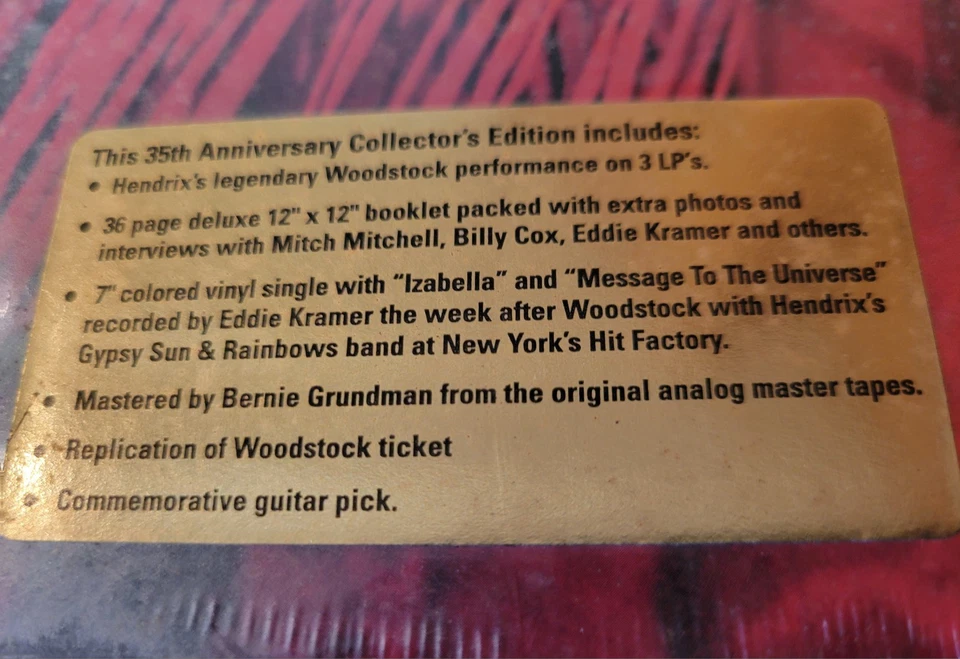 This 35th Anniversary Collector's Edition includes:
• Hendrix's legendary Woodstock performance on 3 LP's.
• 36 page deluxe 12" x 12" booklet packed with extra photos and
interviews with Mitch Mitchell, Billy Cox, Eddie Kramer and others.
• 7" colored vinyl single with “Izabella” and “Message To The Universe”
recorded by Eddie Kramer the week after Woodstock with Hendrix's
Gypsy Sun & Rainbows band at New York's Hit Factory.
• Mastered by Bernie Grundman from the original analog master tapes.
• Replication of Woodstock ticket
• Commemorative guitar pick.